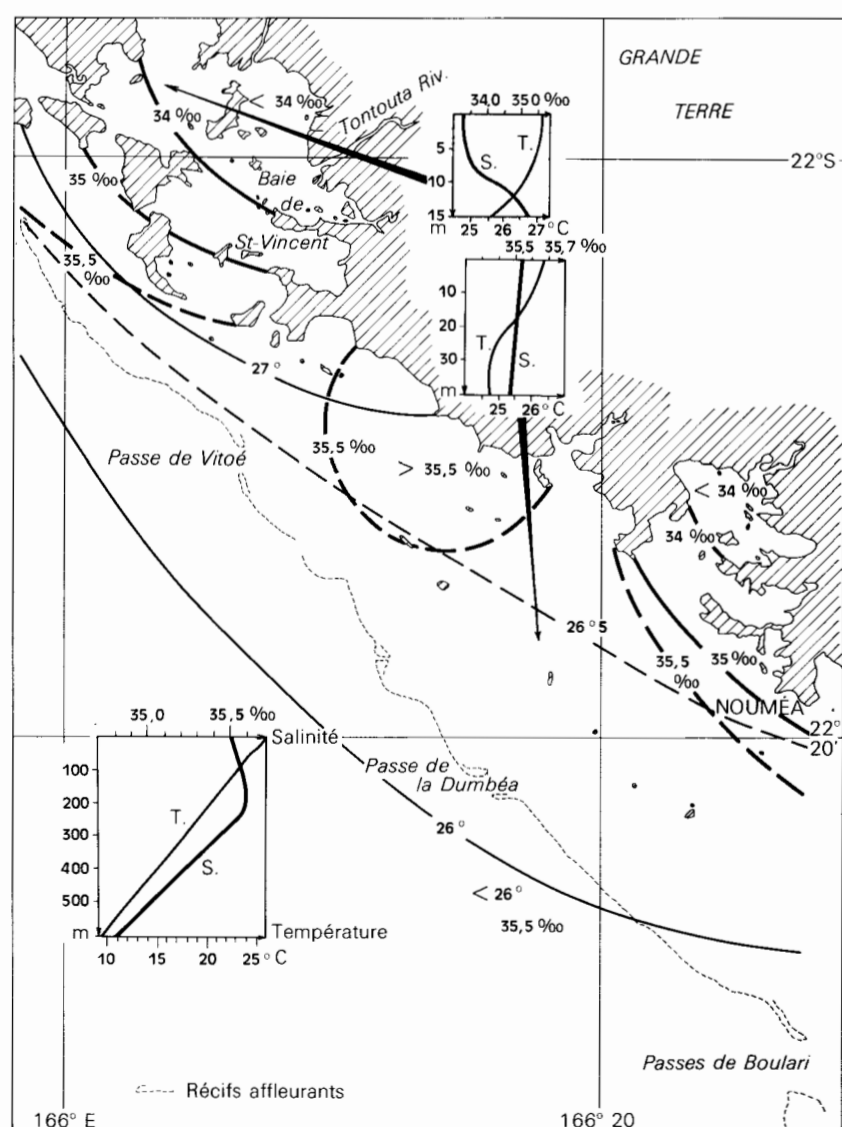 GRANDE
TERRE
Tontouta Riv.
< 34 ‰
34 ‰
34,0 35,0 ‰
5
10
15
m
S.
T.
25 26 27 °C
22°S
35 ‰
Baie
de
St-Vincent
35,5
‰
35,5 35,7 ‰
10
20
30
m
T.
S.
25 26 °C
27°
Passe de Vitoé
35,5 ‰
> 35,5 ‰
< 34 ‰
34 ‰
26°5
35 ‰
35,5
‰
NOUMÉA
22°
20'
35,0 35,5 ‰
Salinité
100
200
300
400
500
m
T.
S.
Température
10 15 20 25° C
Passe de
la Dumbéa
26°
< 26°
35,5 ‰
Passes de Boulari
Récifs affleurants
166° E
166° 20